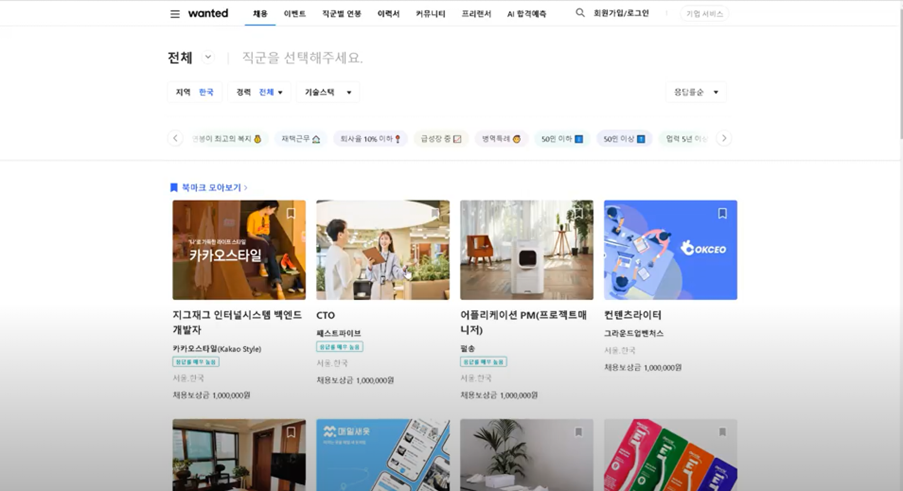 wanted 채용 이벤트 직군별 연봉 이력서 커뮤니티 프리랜서 AI 합격예측 회원가입/로그인 기업 서비스
전체 직군을 선택해주세요.
지역 한국 경력 전체 기술스택 응답률순
연봉이 최고의 복지 재택근무 퇴사율 10% 이하 급성장 중 병역특례 50인 이하 50인 이상 업력 5년 이
북마크 모아보기
카카오스타일
OKCEO
지그재그 인터널시스템 백엔드
개발자
카카오스타일(Kakao Style)
응답률 매우 높음
서울.한국
채용보상금 1,000,000원
CTO
패스트파이브
응답률 매우 높음
서울.한국
채용보상금 1,000,000원
어플리케이션 PM(프로젝트매
니저)
펄송
응답률 매우 높음
서울.한국
채용보상금 1,000,000원
컨텐츠라이터
그라운드업벤처스
서울.한국
채용보상금 1,000,000원
매일새옷